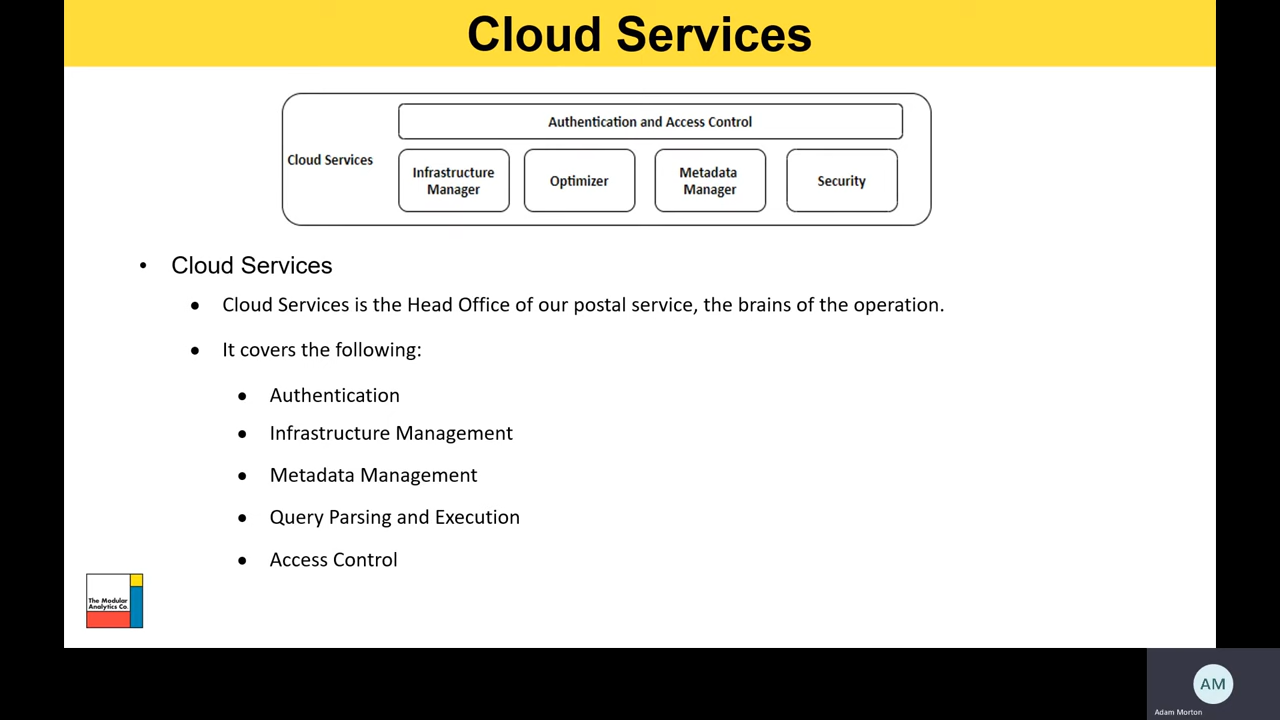 Cloud Services
Authentication and Access Control
Cloud Services
Infrastructure
Manager
Optimizer
Metadata
Manager
Security
• Cloud Services
• Cloud Services is the Head Office of our postal service, the brains of the operation.
• It covers the following:
• Authentication
• Infrastructure Management
• Metadata Management
• Query Parsing and Execution
• Access Control
The Modular
Analytics Co.
AM
Adam Morton